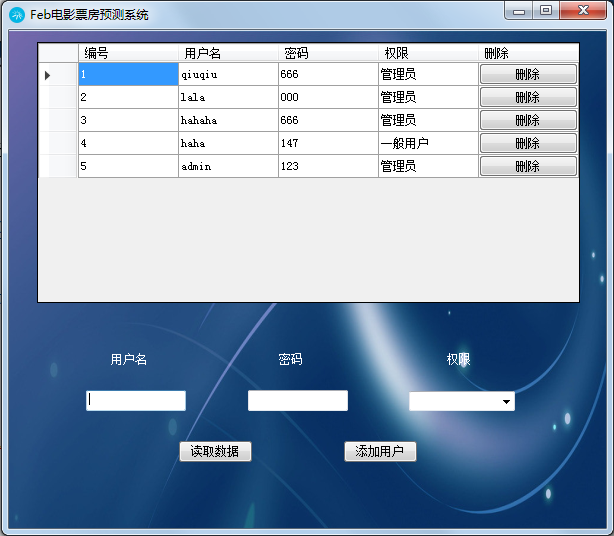 Feb电影票房预测系统
编号 用户名 密码 权限 删除
1 qiuqiu 666 管理员 删除
2 lala 000 管理员 删除
3 hahaha 666 管理员 删除
4 haha 147 一般用户 删除
5 admin 123 管理员 删除
用户名 密码 权限
读取数据 添加用户